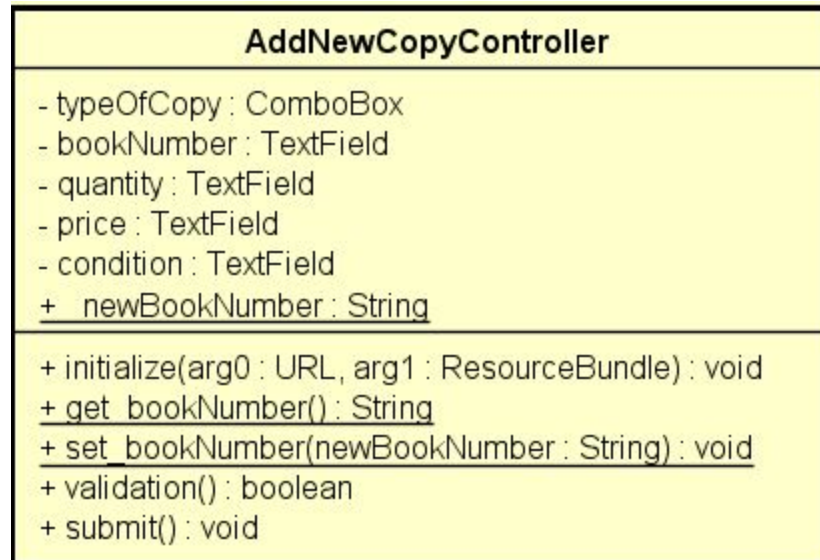 AddNewCopyController
- typeOfCopy : ComboBox
- bookNumber : TextField
- quantity : TextField
- price : TextField
- condition : TextField
+ _newBookNumber : String
+ initialize(arg0 : URL, arg1 : ResourceBundle) : void
+ get_bookNumber() : String
+ set_bookNumber(newBookNumber : String) : void
+ validation() : boolean
+ submit() : void